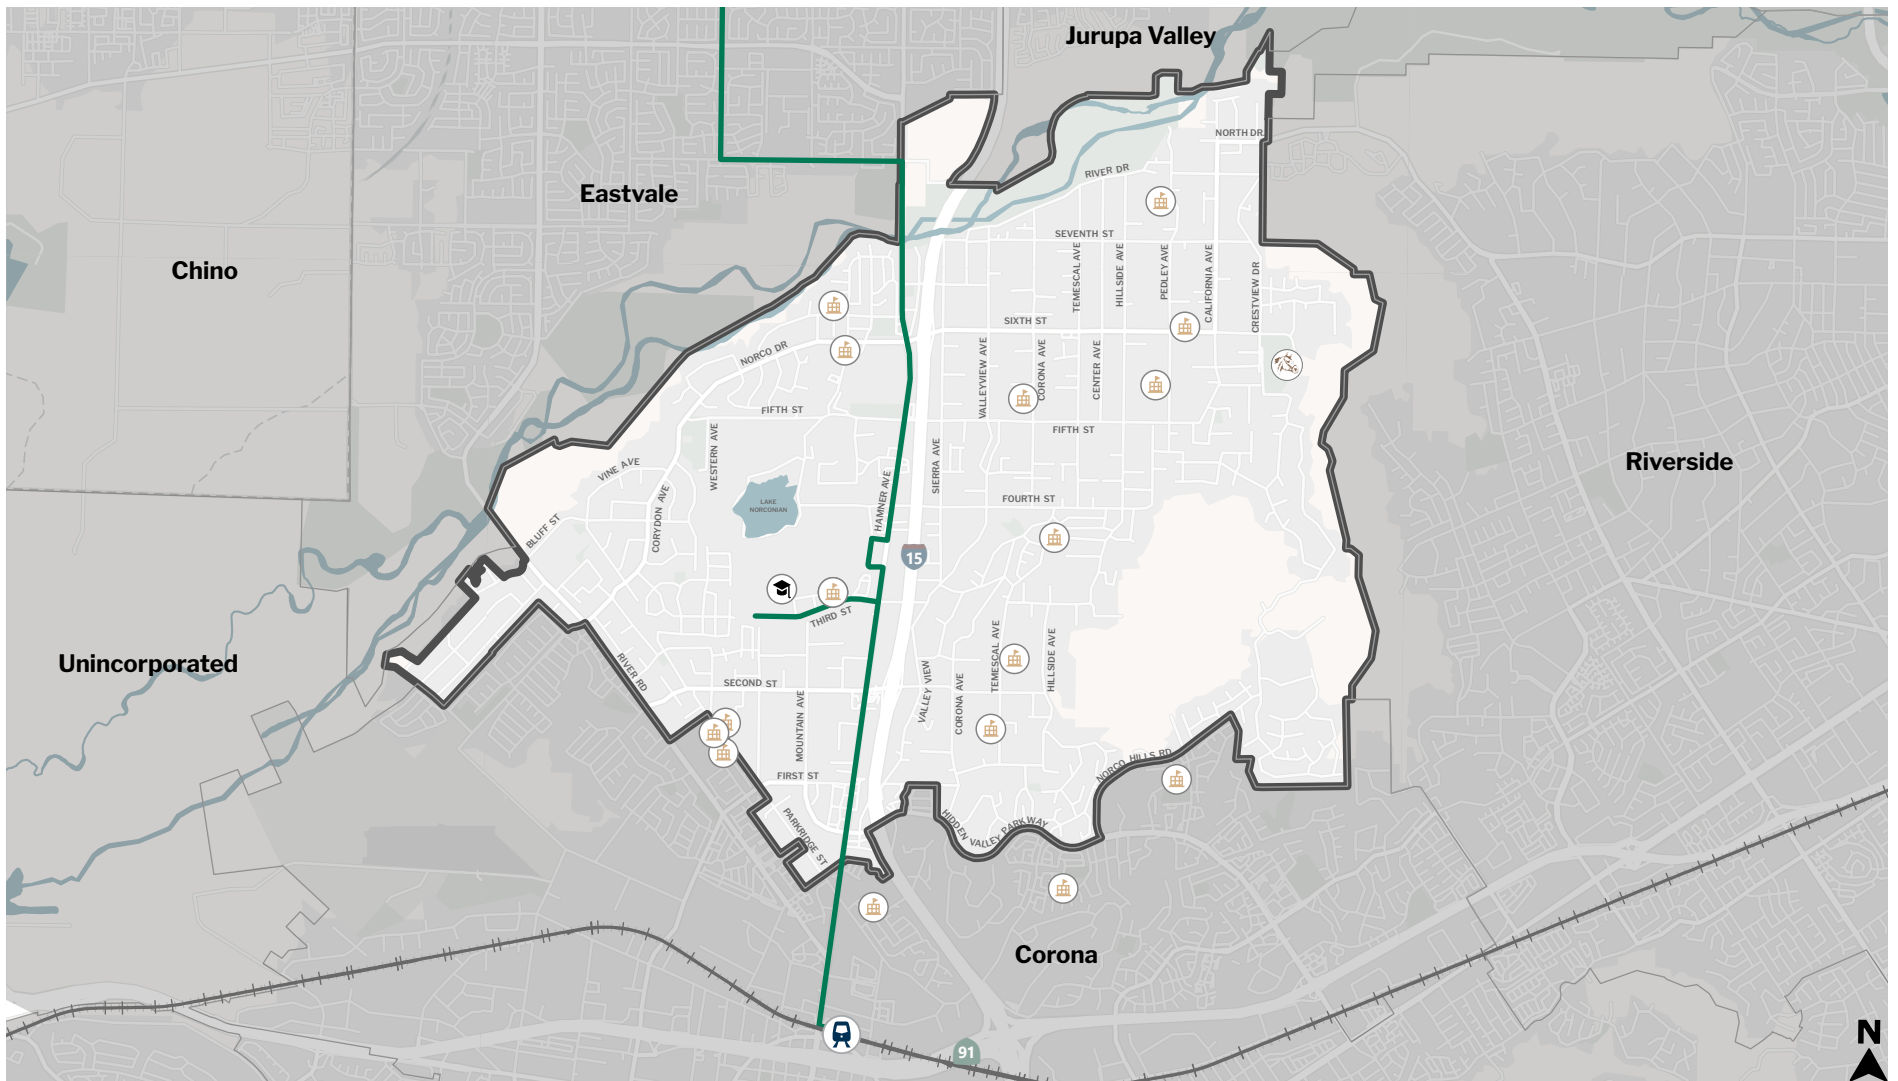 Jurupa Valley
NORTH DR
RIVER DR
Eastvale
SEVENTH ST
TEMESCAL AVE
HILLSIDE AVE
PEDLEY AVE
CALIFORNIA AVE
CRESTVIEW DR
Chino
SIXTH ST
NORCO DR
VALLEYVIEW AVE
CORONA AVE
CENTER AVE
FIFTH ST
FIFTH ST
WESTERN AVE
SIERRA AVE
Riverside
VINE AVE
HAMNER AVE
LAKE
NORCONIAN
FOURTH ST
CORYDON AVE
BLUFF ST
15
THIRD ST
Unincorporated
RIVER RD
TEMESCAL AVE
HILLSIDE AVE
SECOND ST
VALLEY VIEW
CORONA AVE
MOUNTAIN AVE
FIRST ST
NORCO HILLS RD
PARKRIDGE ST
HIDDEN VALLEY PARKWAY
Corona
N
91